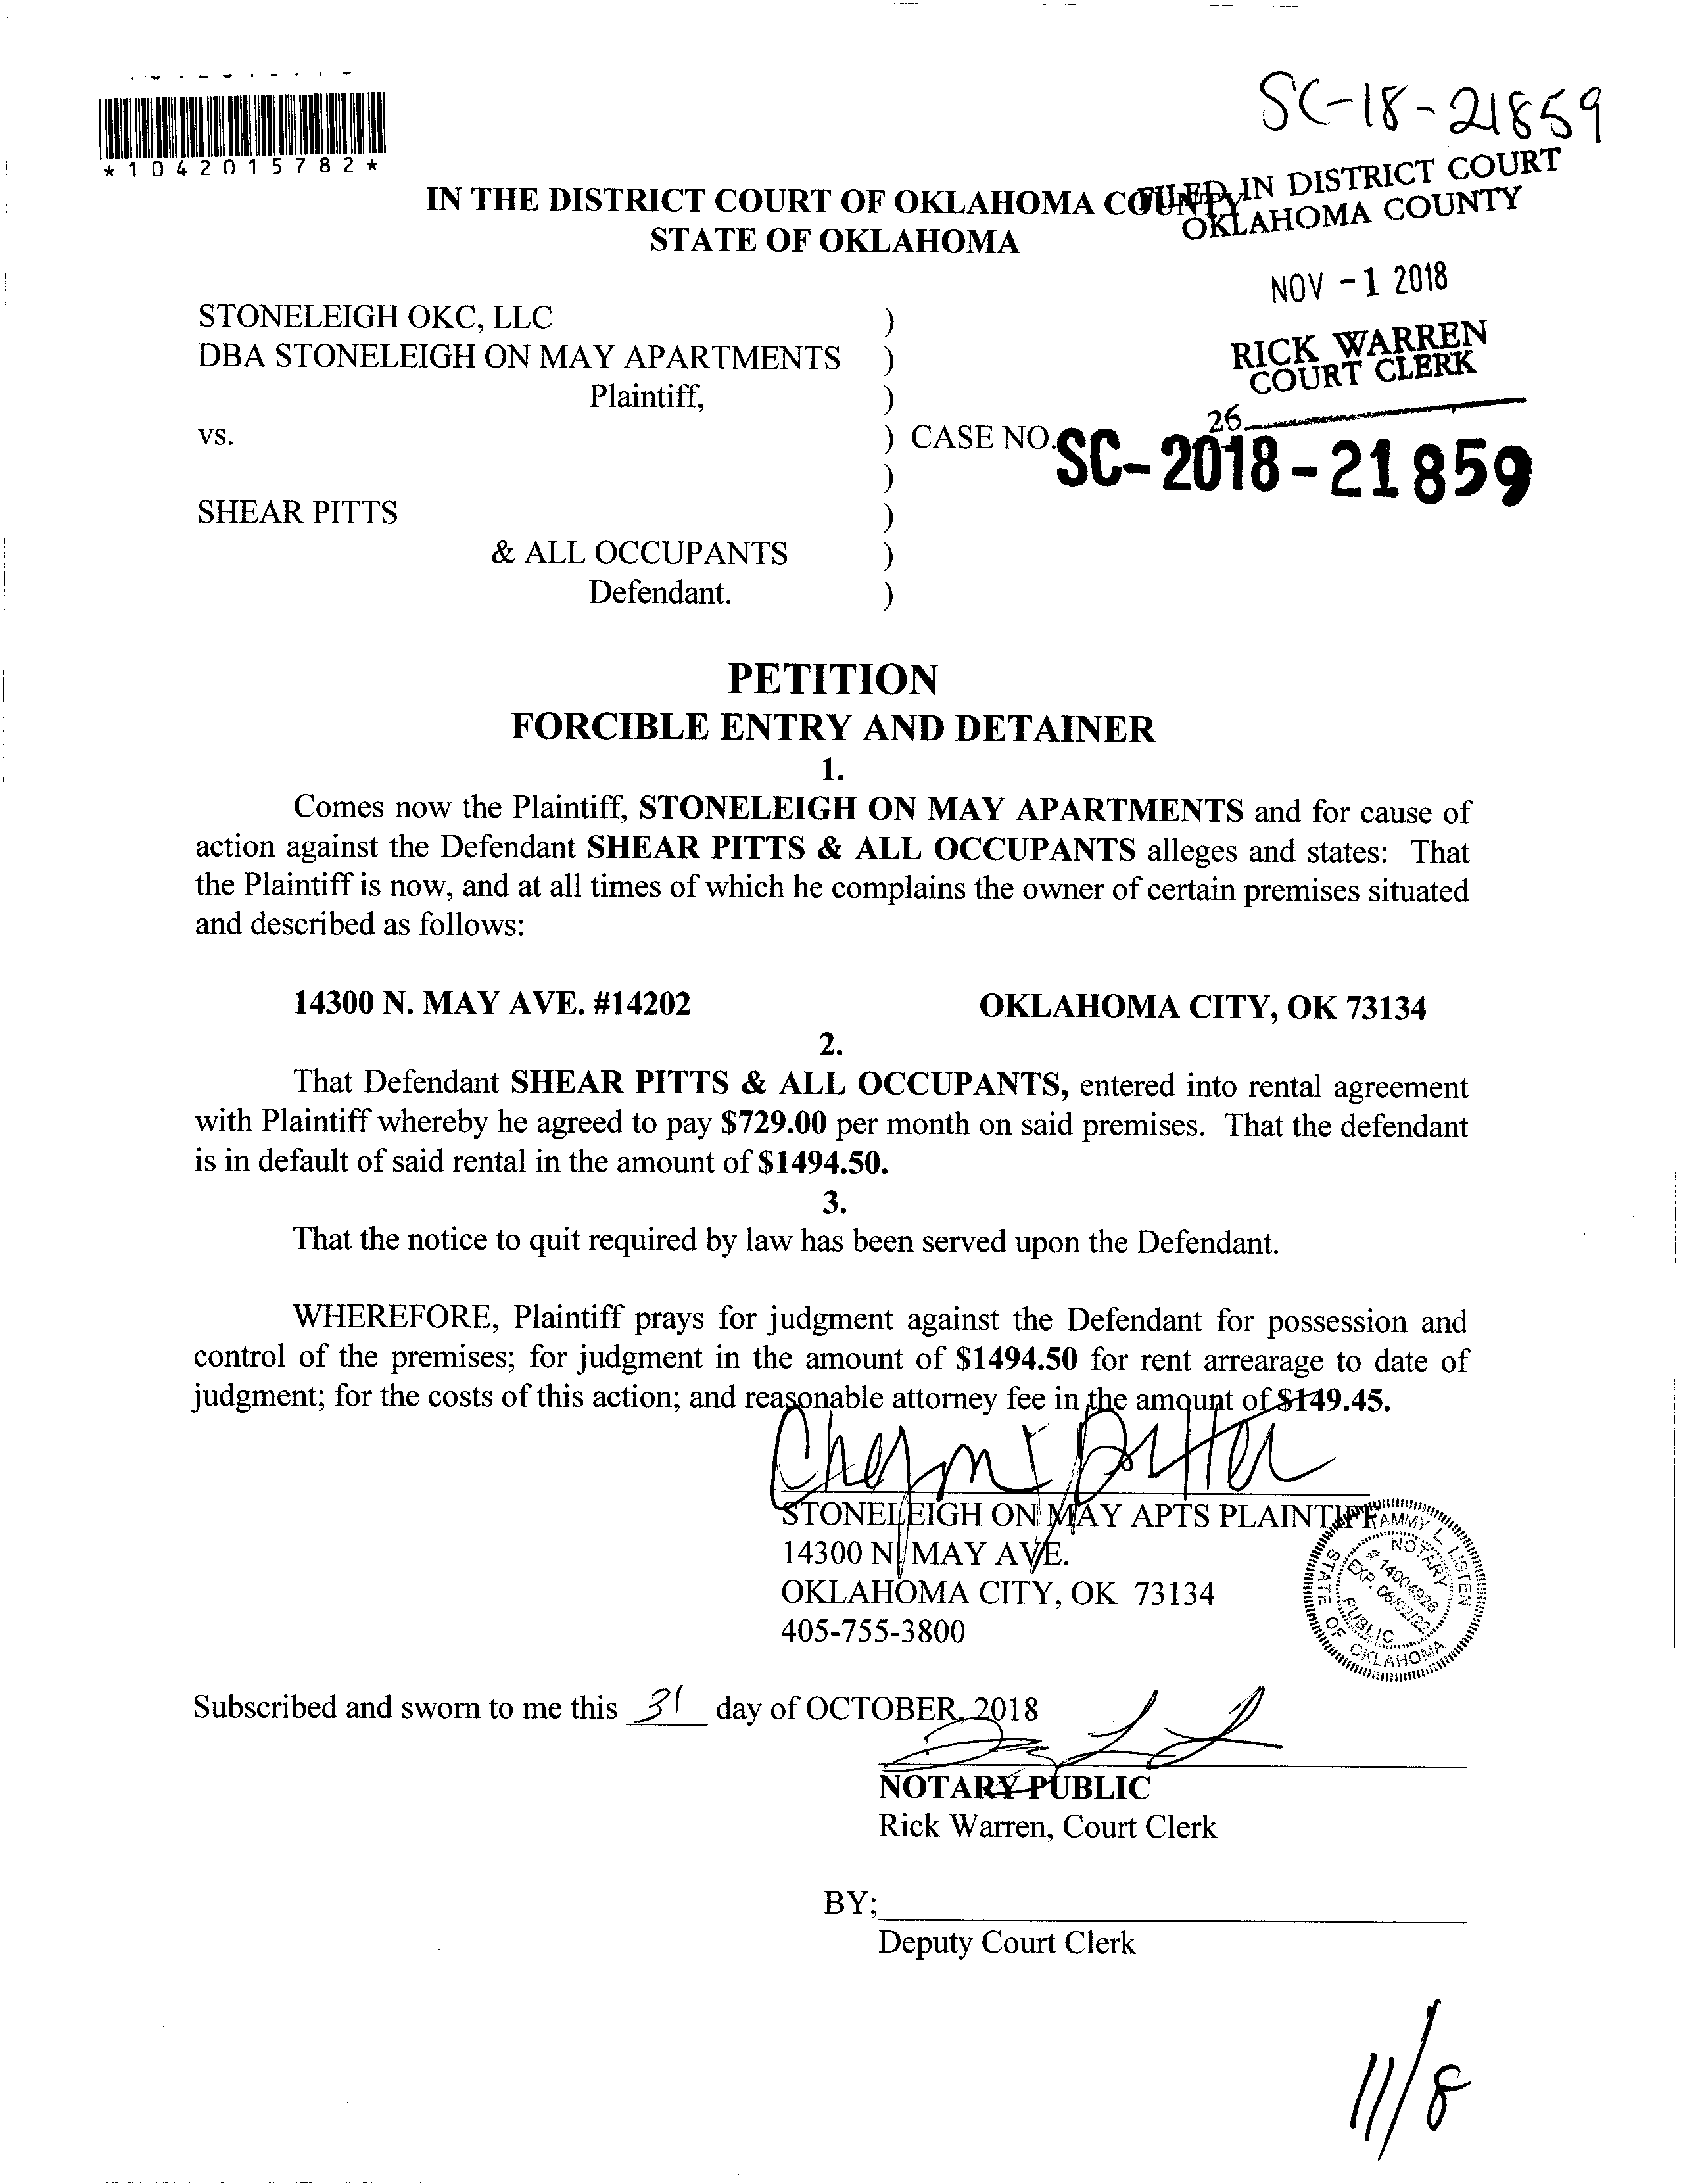 SC-18-21859
*1042015782*
IN THE DISTRICT COURT OF OKLAHOMA COUNTY
STATE OF OKLAHOMA
FILED IN DISTRICT COURT
OKLAHOMA COUNTY
NOV -1 2018
RICK WARREN
COURT CLERK
26
STONELEIGH OKC, LLC )
DBA STONELEIGH ON MAY APARTMENTS )
Plaintiff, )
vs. ) CASE NO. SC-2018-21859
)
SHEAR PITTS )
& ALL OCCUPANTS )
Defendant. )
PETITION
FORCIBLE ENTRY AND DETAINER
1.
Comes now the Plaintiff, STONELEIGH ON MAY APARTMENTS and for cause of
action against the Defendant SHEAR PITTS & ALL OCCUPANTS alleges and states: That
the Plaintiff is now, and at all times of which he complains the owner of certain premises situated
and described as follows:
14300 N. MAY AVE. #14202 OKLAHOMA CITY, OK 73134
2.
That Defendant SHEAR PITTS & ALL OCCUPANTS, entered into rental agreement
with Plaintiff whereby he agreed to pay $729.00 per month on said premises. That the defendant
is in default of said rental in the amount of $1494.50.
3.
That the notice to quit required by law has been served upon the Defendant.
WHEREFORE, Plaintiff prays for judgment against the Defendant for possession and
control of the premises; for judgment in the amount of $1494.50 for rent arrearage to date of
judgment; for the costs of this action; and reasonable attorney fee in the amount of $149.45.
STONELEIGH ON MAY APTS PLAINTIFF
14300 N. MAY AVE.
OKLAHOMA CITY, OK 73134
405-755-3800
TAMMY L. LISTEN
NOTARY
# 14004926
EXP. 06/02/22
PUBLIC
STATE OF OKLAHOMA
Subscribed and sworn to me this 31 day of OCTOBER, 2018
NOTARY PUBLIC
Rick Warren, Court Clerk
BY;
Deputy Court Clerk
11/8